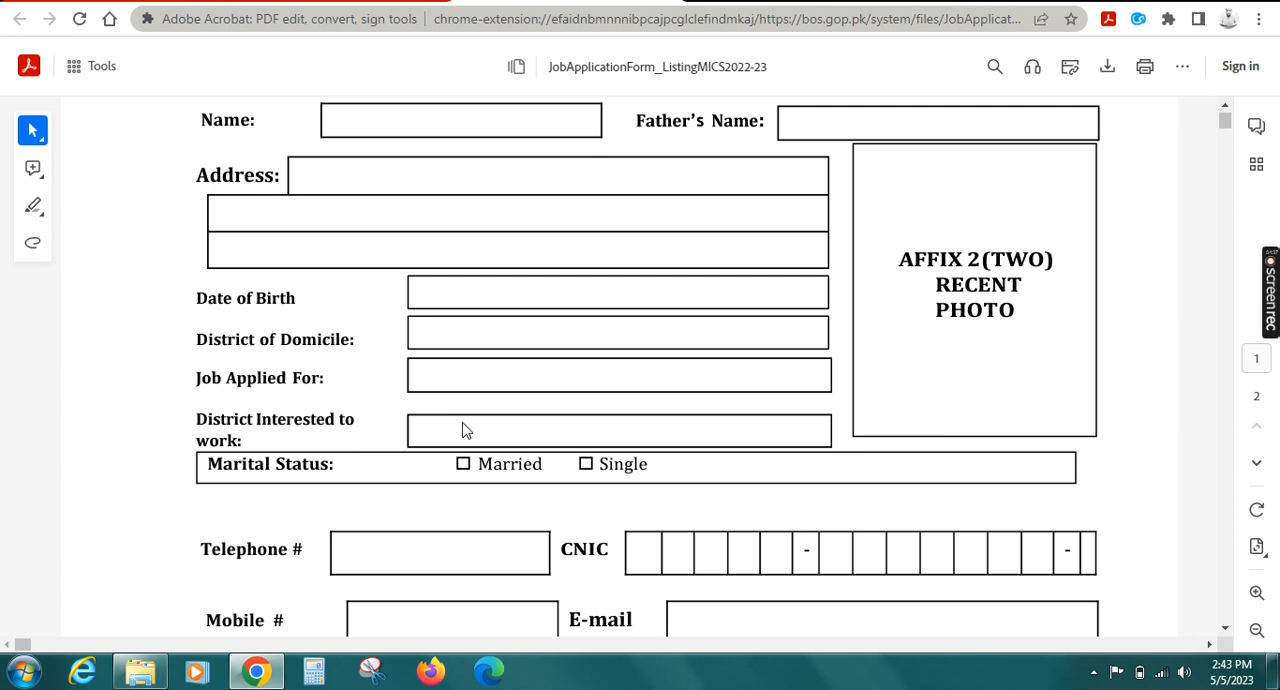 Adobe Acrobat: PDF edit, convert, sign tools | chrome-extension://efaidnbmnnnibpcajpcglclefindmkaj/https://bos.gop.pk/system/files/JobApplicat...
Tools
JobApplicationForm_ListingMICS2022-23
Sign in
Name:
Father's Name:
Address:
AFFIX 2(TWO)
RECENT
PHOTO
Date of Birth
District of Domicile:
Job Applied For:
District Interested to
work:
Marital Status: Married Single
Telephone # CNIC - -
Mobile # E-mail
04:37
screenrec
1
2
2:43 PM
5/5/2023